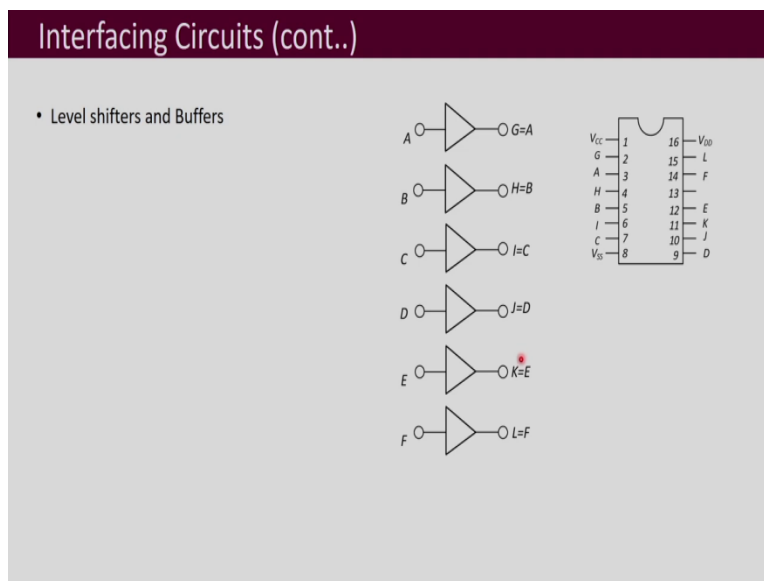 Interfacing Circuits (cont..)
• Level shifters and Buffers
A G=A
B H=B
C I=C
D J=D
E K=E
F L=F
VCC 1 16 VDD
G 2 15 L
A 3 14 F
H 4 13
B 5 12 E
I 6 11 K
C 7 10 J
VSS 8 9 D